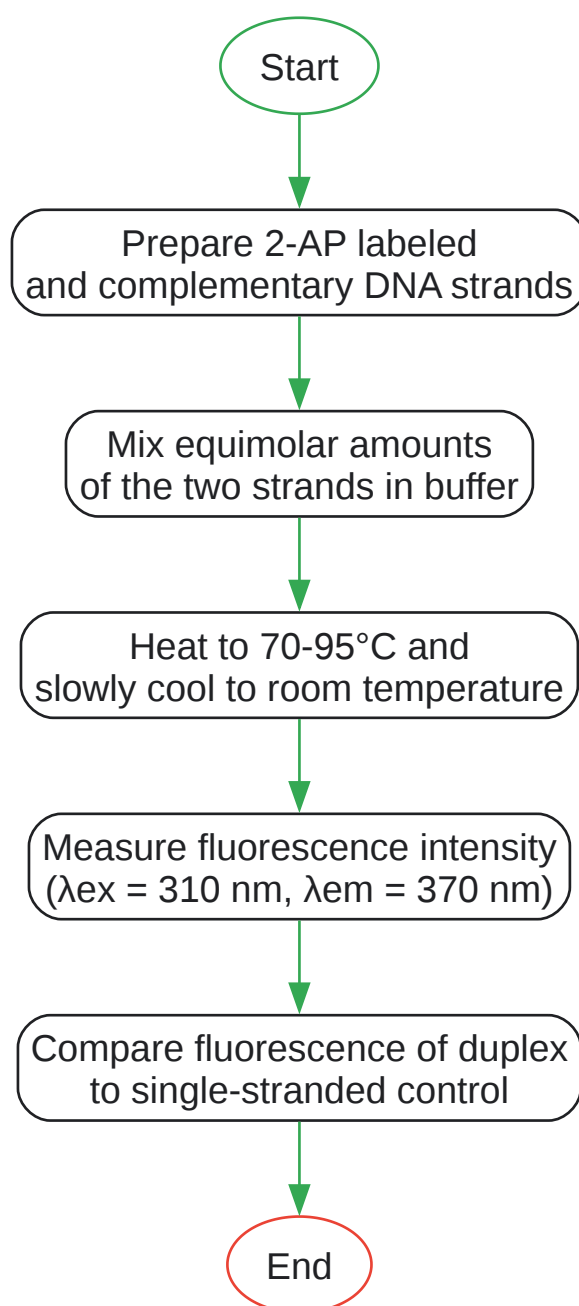 Start
Prepare 2-AP labeled
and complementary DNA strands
Mix equimolar amounts
of the two strands in buffer
Heat to 70-95°C and
slowly cool to room temperature
Measure fluorescence intensity
(λex = 310 nm, λem = 370 nm)
Compare fluorescence of duplex
to single-stranded control
End